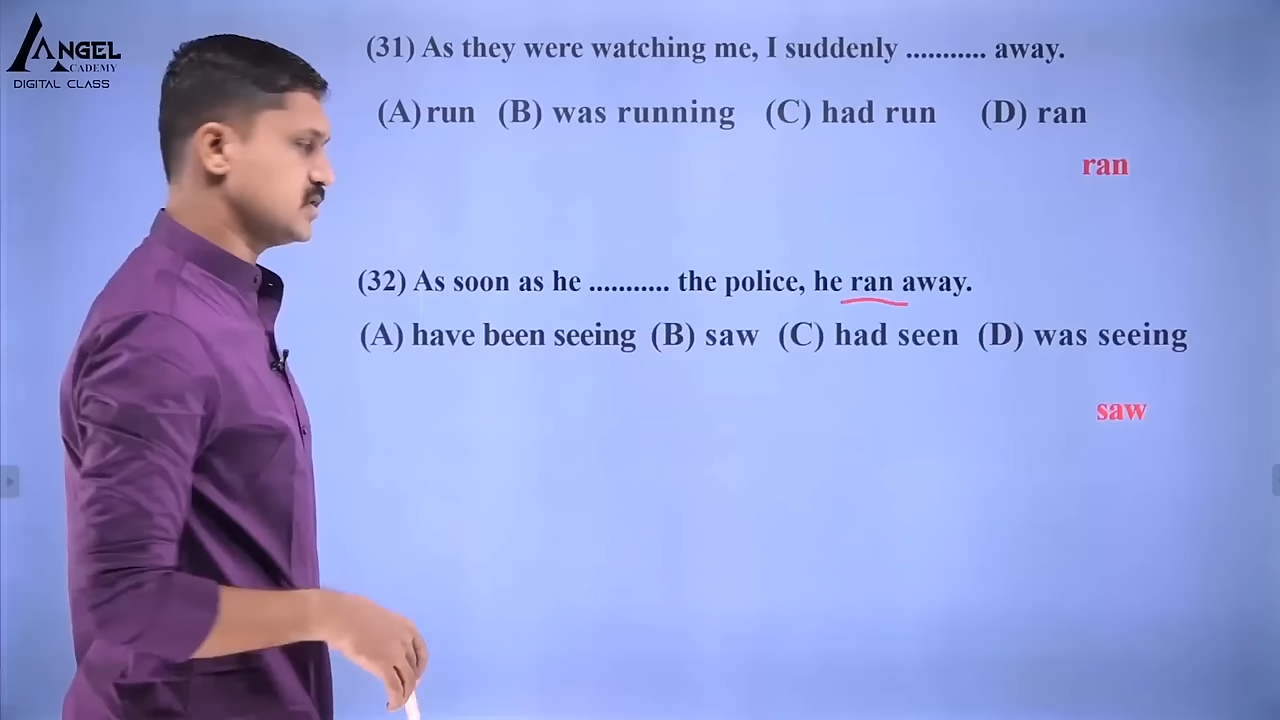 ANGEL
ACADEMY
DIGITAL CLASS
(31) As they were watching me, I suddenly ........... away.
(A) run (B) was running (C) had run (D) ran
ran
(32) As soon as he ........... the police, he ran away.
(A) have been seeing (B) saw (C) had seen (D) was seeing
saw